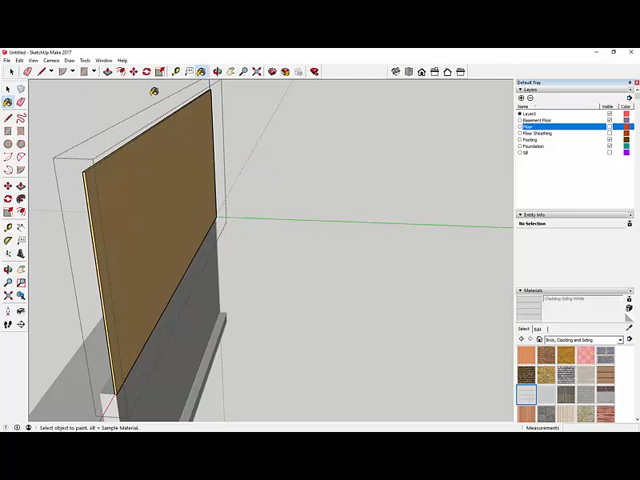 Untitled - SketchUp Make 2017
File Edit View Camera Draw Tools Window Help
Default Tray
Layers
Name Visible Color
Layer0
Basement Floor
Floor
Floor Sheathing
Footing
Foundation
Sill
Entity Info
No Selection
Materials
Cladding Siding White
Select Edit
Brick, Cladding and Siding
Select object to paint. Alt = Sample Material.
Measurements